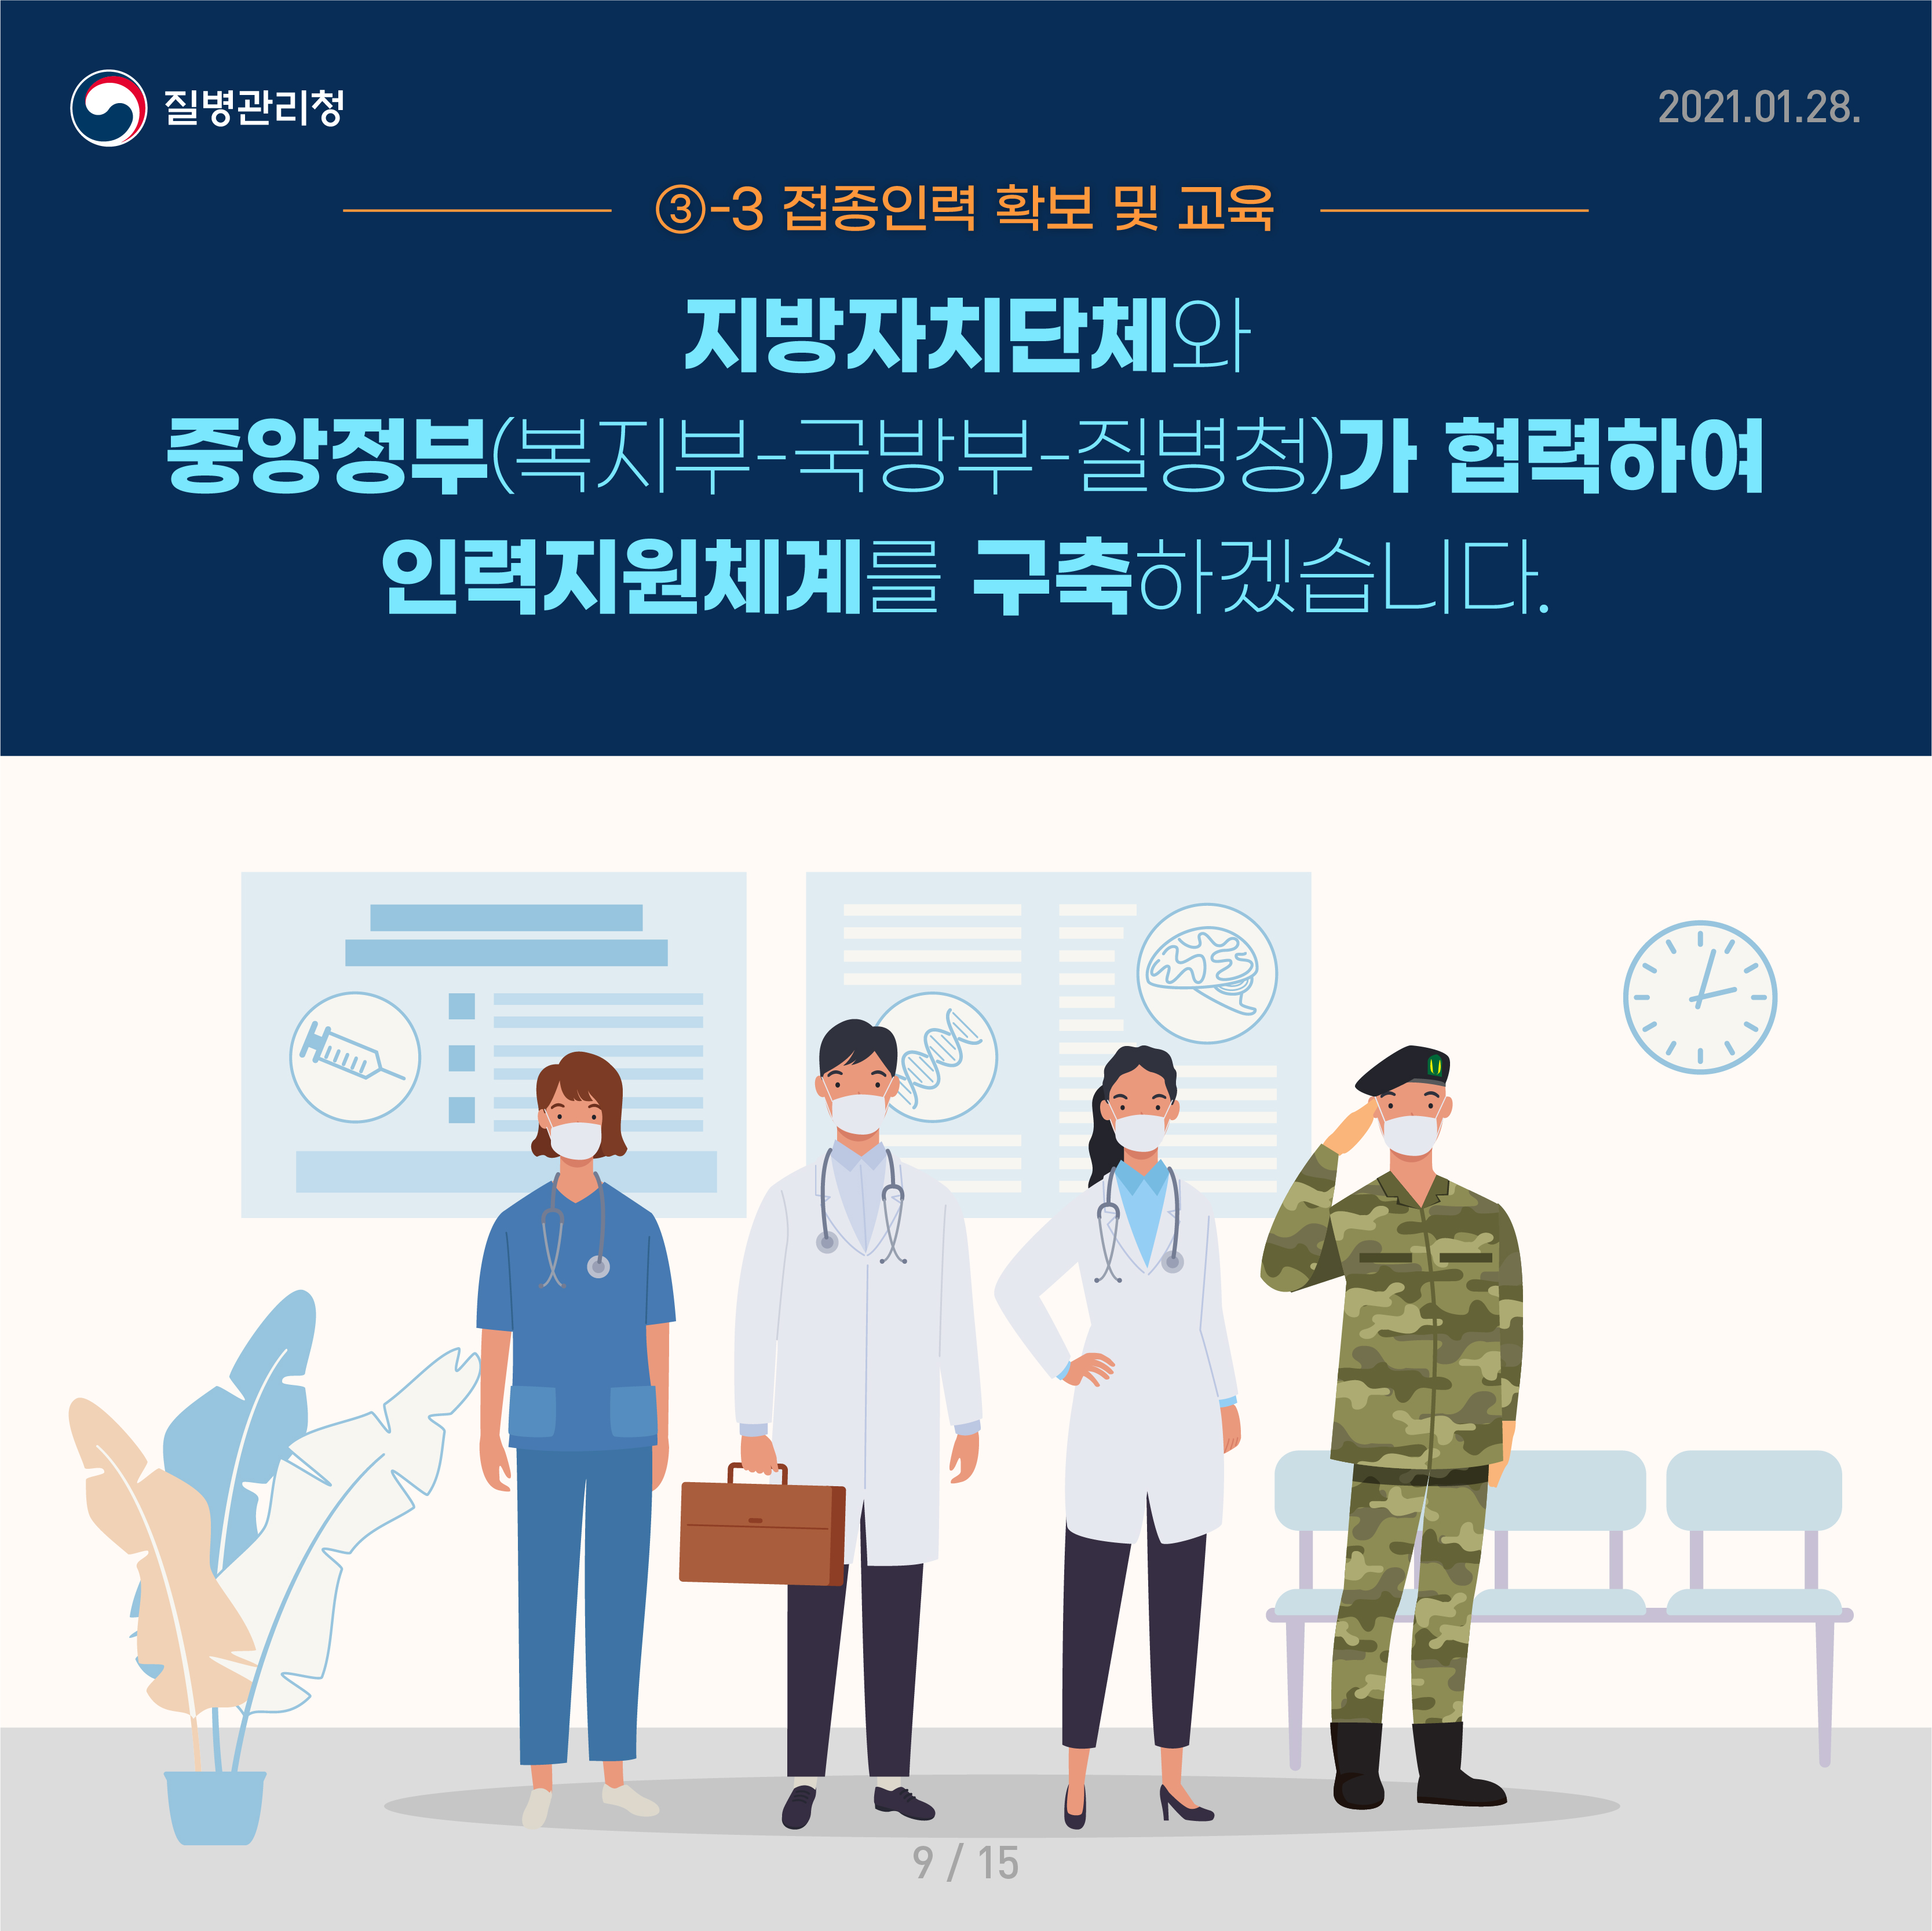 질병관리청
2021.01.28.
③-3 접종인력 확보 및 교육
지방자치단체와
중앙정부(복지부-국방부-질병청)가 협력하여
인력지원체계를 구축하겠습니다.
9 / 15